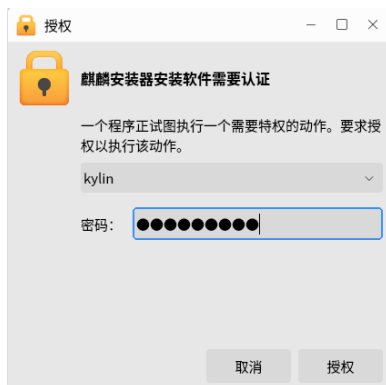 授权
麒麟安装器安装软件需要认证
一个程序正试图执行一个需要特权的动作。要求授
权以执行该动作。
kylin
密码： ●●●●●●●●●
取消 授权